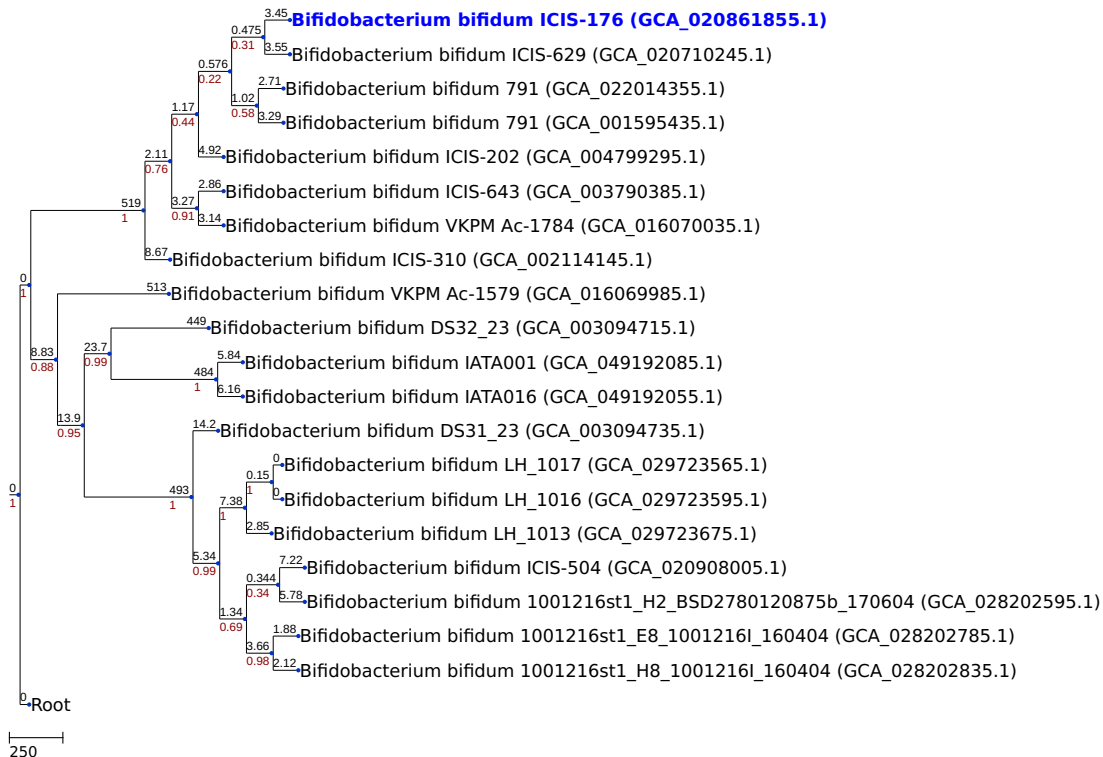 3.45
Bifidobacterium bifidum ICIS-176 (GCA_020861855.1)
0.475
0.31
3.55
Bifidobacterium bifidum ICIS-629 (GCA_020710245.1)
0.576
0.22
2.71
Bifidobacterium bifidum 791 (GCA_022014355.1)
1.02
0.58
3.29
Bifidobacterium bifidum 791 (GCA_001595435.1)
1.17
0.44
4.92
Bifidobacterium bifidum ICIS-202 (GCA_004799295.1)
2.11
0.76
2.86
Bifidobacterium bifidum ICIS-643 (GCA_003790385.1)
3.27
0.91
3.14
Bifidobacterium bifidum VKPM Ac-1784 (GCA_016070035.1)
519
1
8.67
Bifidobacterium bifidum ICIS-310 (GCA_002114145.1)
0
1
513
Bifidobacterium bifidum VKPM Ac-1579 (GCA_016069985.1)
449
Bifidobacterium bifidum DS32_23 (GCA_003094715.1)
8.83
0.88
23.7
0.99
5.84
Bifidobacterium bifidum IATA001 (GCA_049192085.1)
484
1
6.16
Bifidobacterium bifidum IATA016 (GCA_049192055.1)
13.9
0.95
14.2
Bifidobacterium bifidum DS31_23 (GCA_003094735.1)
0
Bifidobacterium bifidum LH_1017 (GCA_029723565.1)
0.15
1
0
Bifidobacterium bifidum LH_1016 (GCA_029723595.1)
493
1
7.38
1
2.85
Bifidobacterium bifidum LH_1013 (GCA_029723675.1)
0
1
5.34
0.99
7.22
Bifidobacterium bifidum ICIS-504 (GCA_020908005.1)
0.344
0.34
5.78
Bifidobacterium bifidum 1001216st1_H2_BSD2780120875b_170604 (GCA_028202595.1)
1.34
0.69
1.88
Bifidobacterium bifidum 1001216st1_E8_1001216I_160404 (GCA_028202785.1)
3.66
0.98
2.12
Bifidobacterium bifidum 1001216st1_H8_1001216I_160404 (GCA_028202835.1)
0
Root
250